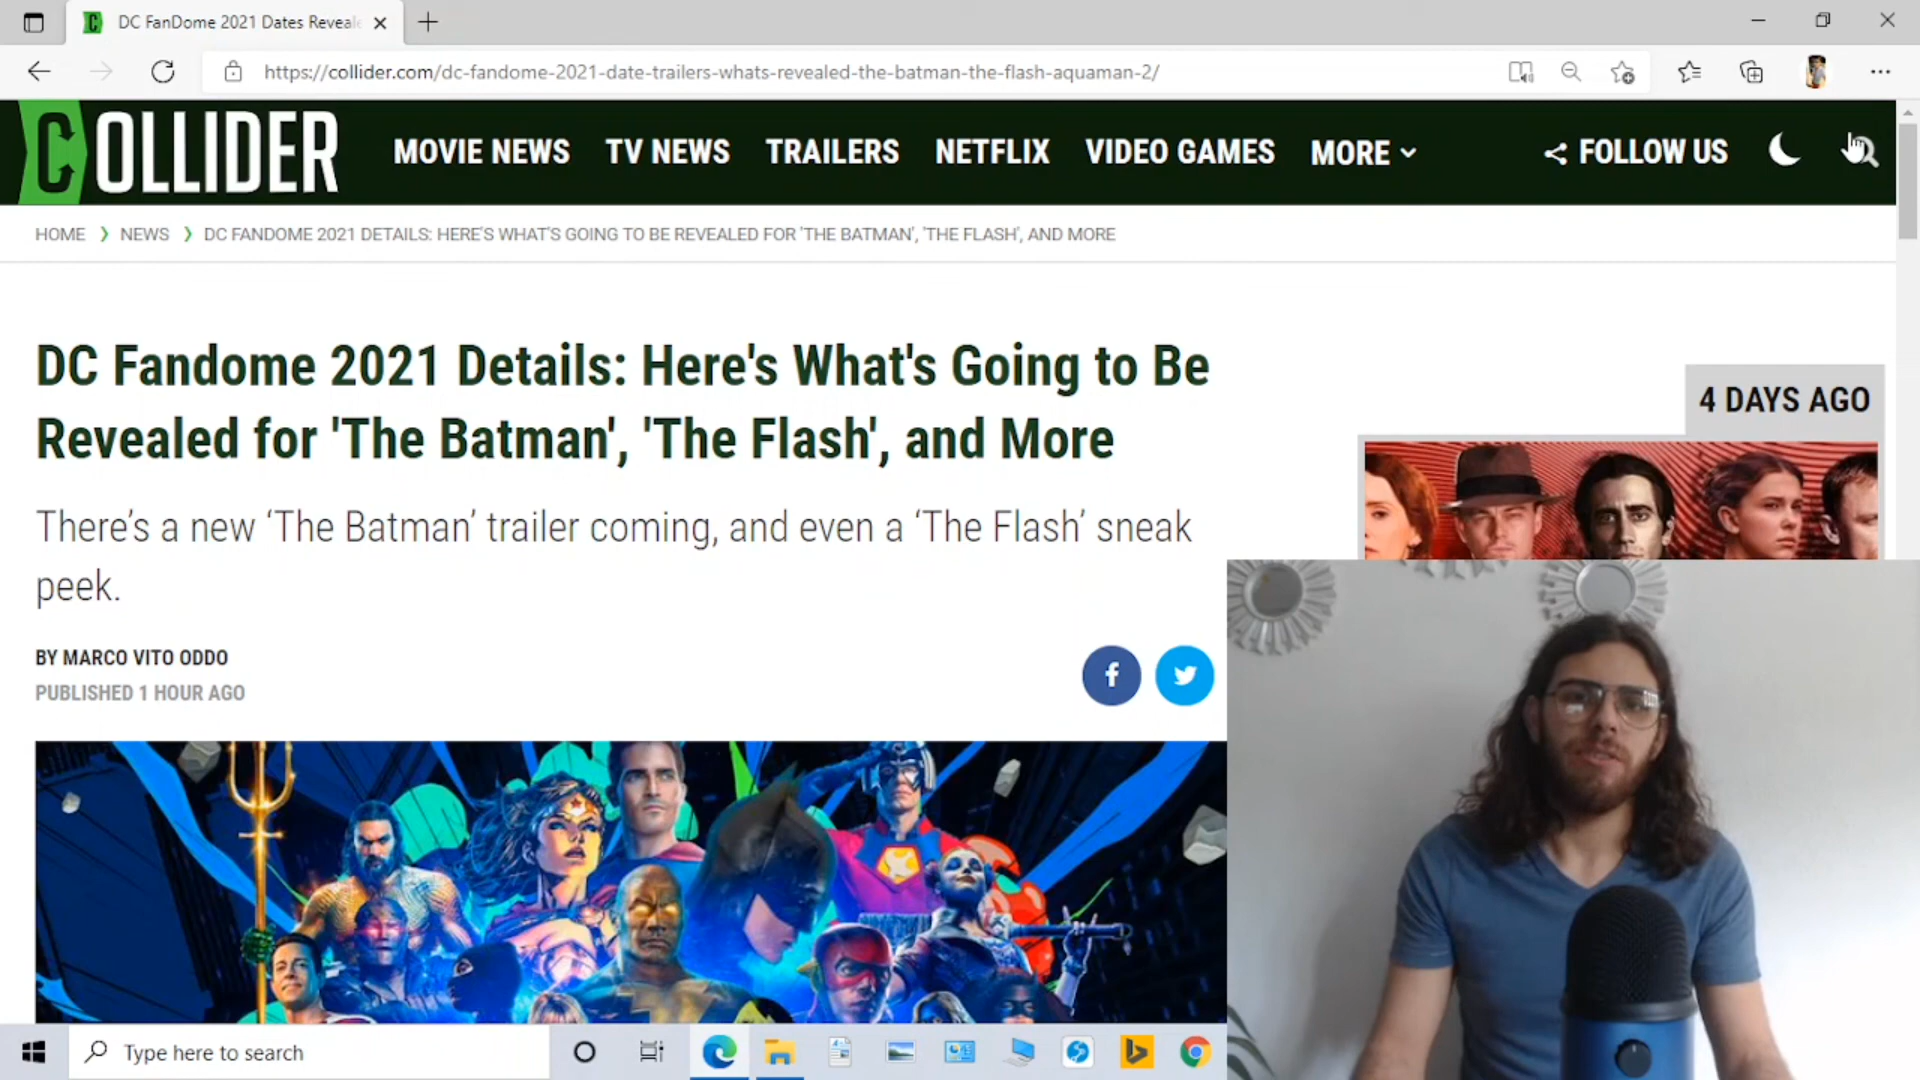 DC FanDome 2021 Dates Reveale
https://collider.com/dc-fandome-2021-date-trailers-whats-revealed-the-batman-the-flash-aquaman-2/
COLLIDER
MOVIE NEWS TV NEWS TRAILERS NETFLIX VIDEO GAMES MORE FOLLOW US
HOME NEWS DC FANDOME 2021 DETAILS: HERE'S WHAT'S GOING TO BE REVEALED FOR 'THE BATMAN', 'THE FLASH', AND MORE
DC Fandome 2021 Details: Here's What's Going to Be
Revealed for 'The Batman', 'The Flash', and More
4 DAYS AGO
There's a new ‘The Batman’ trailer coming, and even a ‘The Flash’ sneak
peek.
BY MARCO VITO ODDO
PUBLISHED 1 HOUR AGO
Type here to search